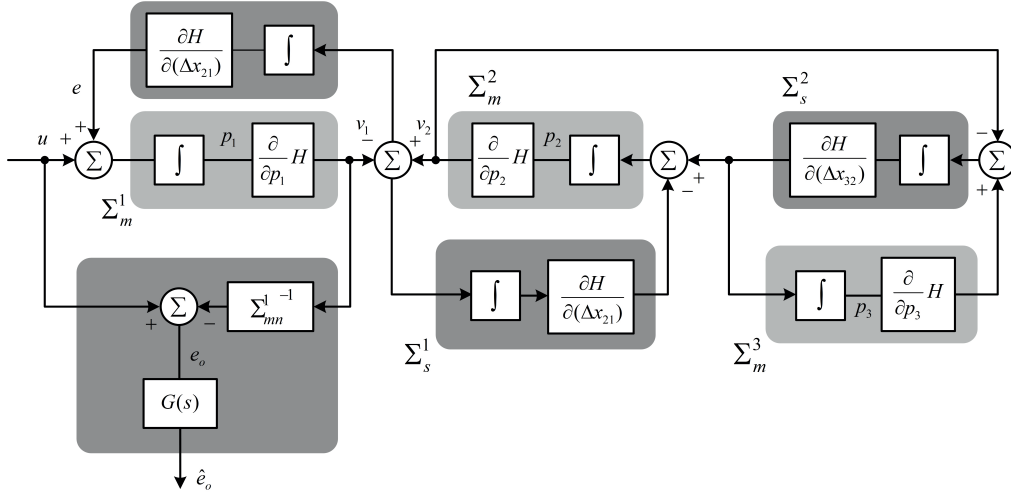 ∂H
∂(Δx₂₁)
∫
e
Σ²ₘ
Σ²ₛ
u
+
+
Σ
∫
p₁
∂
∂p₁
H
v₁
−
Σ
v₂
+
∂
∂p₂
H
p₂
∫
Σ
+
−
∂H
∂(Δx₃₂)
∫
−
Σ
+
Σ¹ₘ
Σ
+
−
Σ¹ₘₙ⁻¹
∫
∂H
∂(Δx₂₁)
∫
p₃
∂
∂p₃
H
eₒ
Σ¹ₛ
Σ³ₘ
G(s)
êₒ